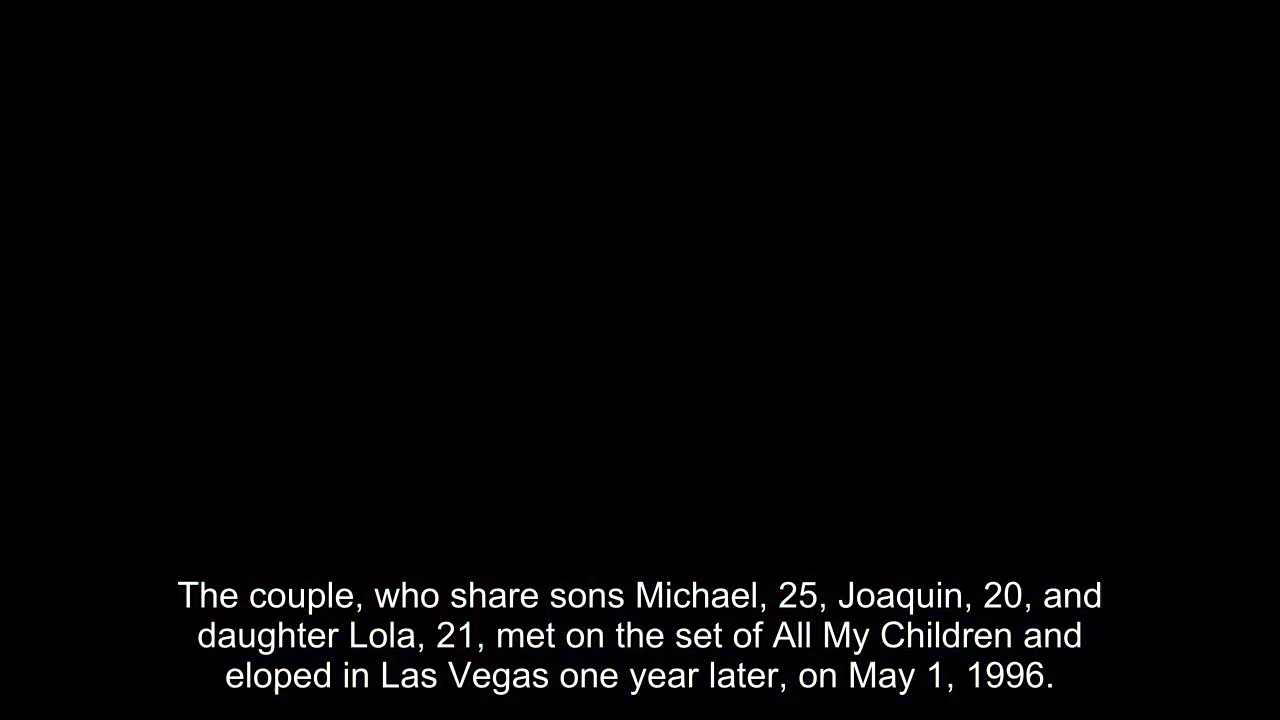 The couple, who share sons Michael, 25, Joaquin, 20, and
daughter Lola, 21, met on the set of All My Children and
eloped in Las Vegas one year later, on May 1, 1996.